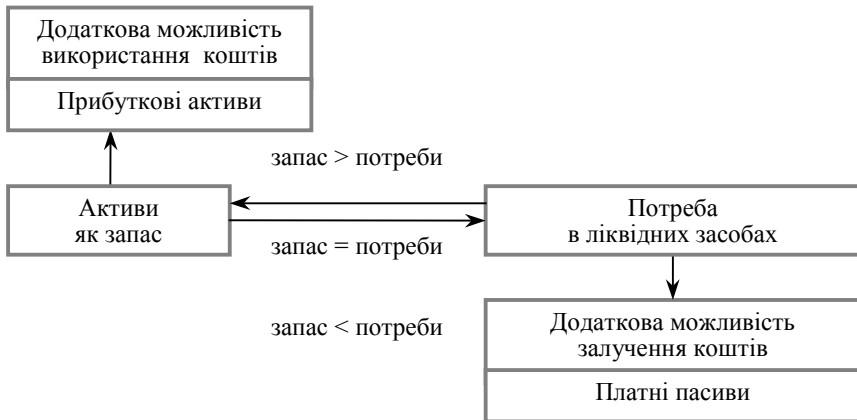 Додаткова можливість
використання коштів
Прибуткові активи
запас > потреби
Активи
як запас
Потреба
в ліквідних засобах
запас = потреби
запас < потреби
Додаткова можливість
залучення коштів
Платні пасиви